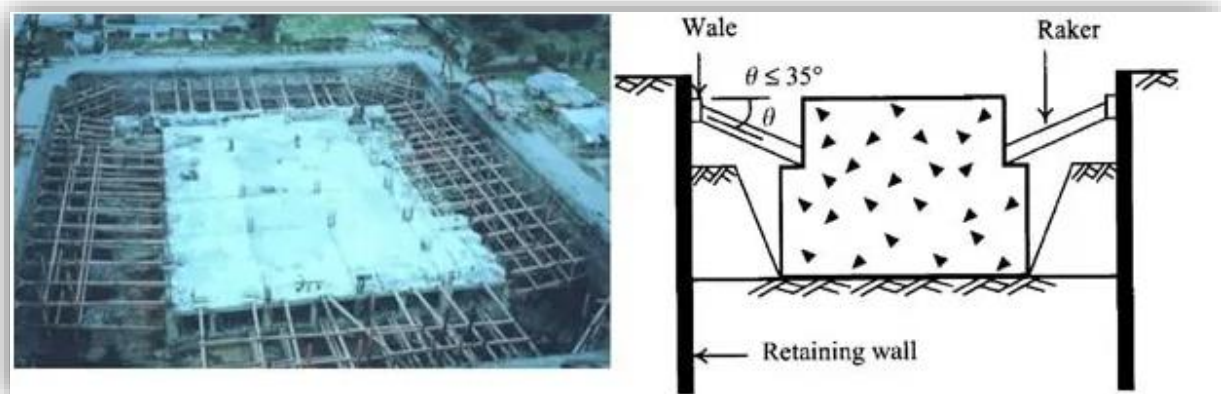 Wale
Raker
θ ≤ 35°
θ
Retaining wall